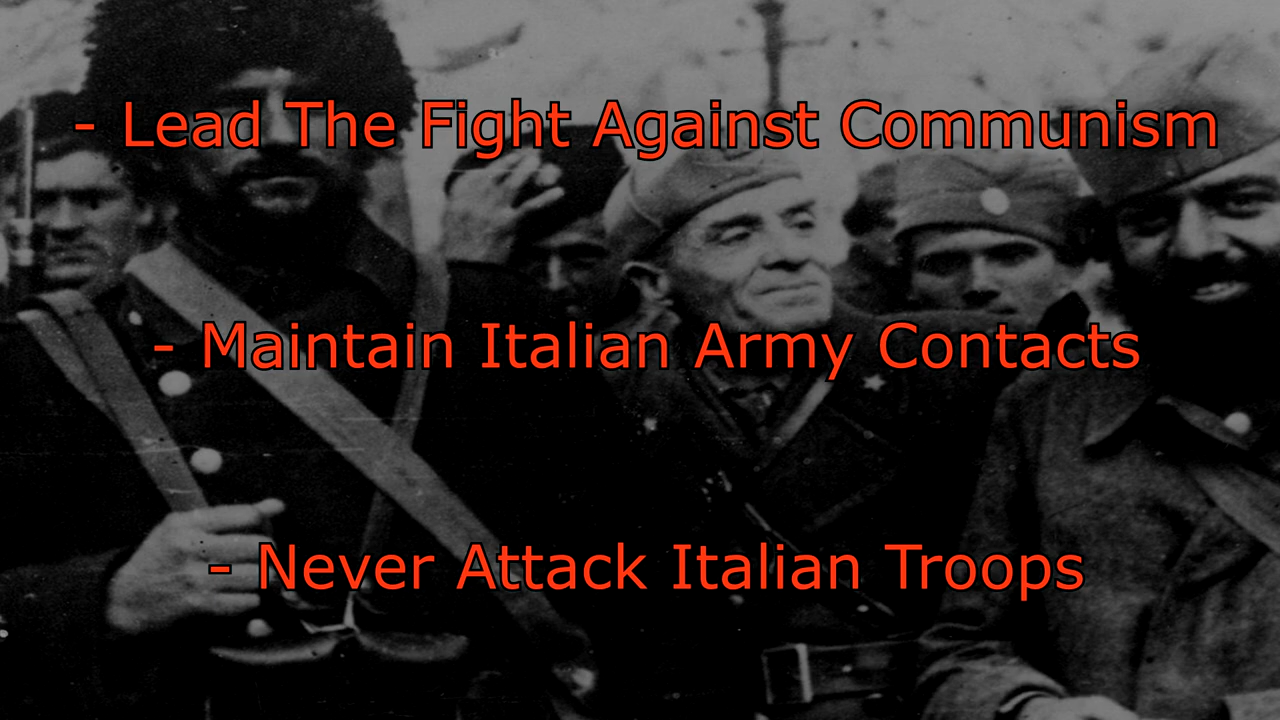 - Lead The Fight Against Communism
- Maintain Italian Army Contacts
- Never Attack Italian Troops